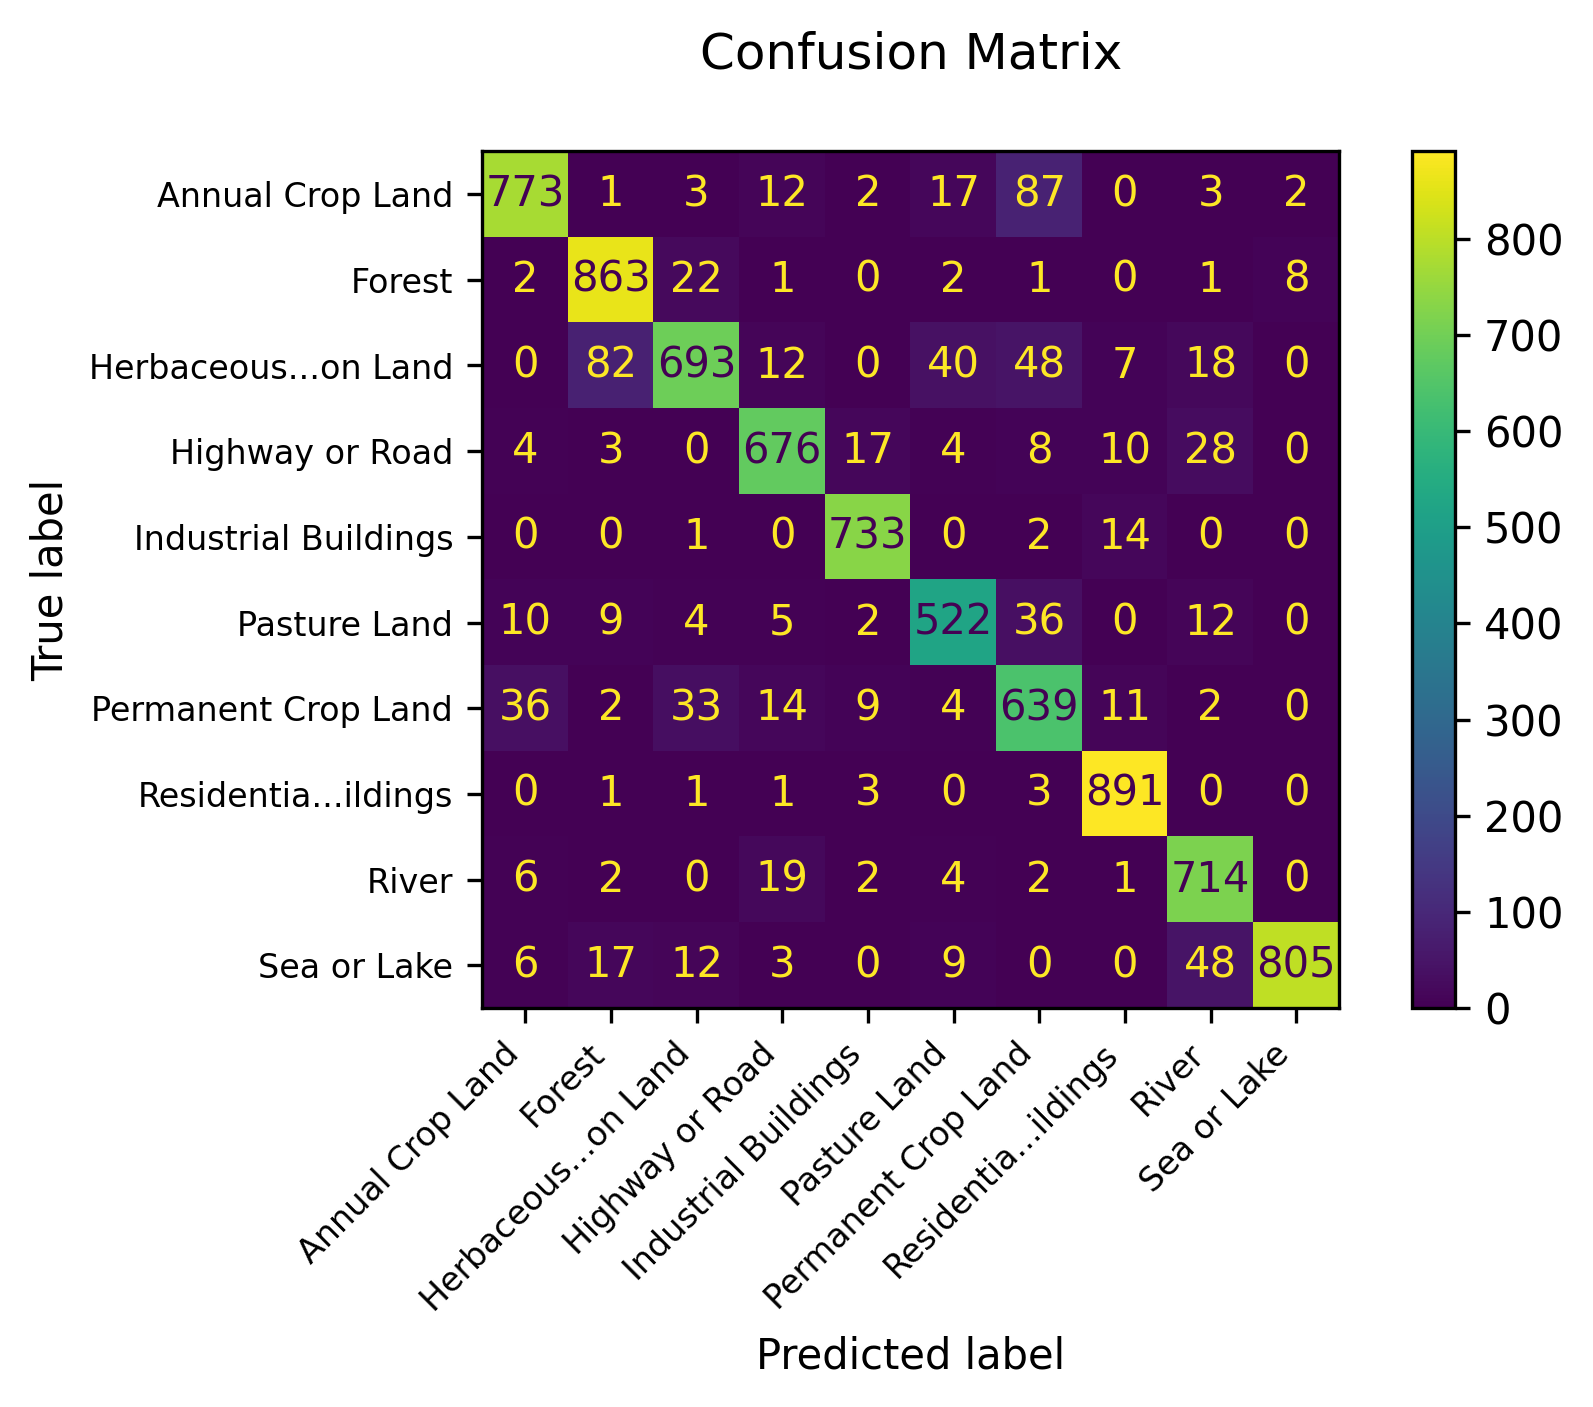 Confusion Matrix
Annual Crop Land 773 1 3 12 2 17 87 0 3 2
Forest 2 863 22 1 0 2 1 0 1 8
Herbaceous...on Land 0 82 693 12 0 40 48 7 18 0
Highway or Road 4 3 0 676 17 4 8 10 28 0
Industrial Buildings 0 0 1 0 733 0 2 14 0 0
Pasture Land 10 9 4 5 2 522 36 0 12 0
Permanent Crop Land 36 2 33 14 9 4 639 11 2 0
Residentia...ildings 0 1 1 1 3 0 3 891 0 0
River 6 2 0 19 2 4 2 1 714 0
Sea or Lake 6 17 12 3 0 9 0 0 48 805
True label
Annual Crop Land
Forest
Herbaceous...on Land
Highway or Road
Industrial Buildings
Pasture Land
Permanent Crop Land
Residentia...ildings
River
Sea or Lake
Predicted label
800
700
600
500
400
300
200
100
0